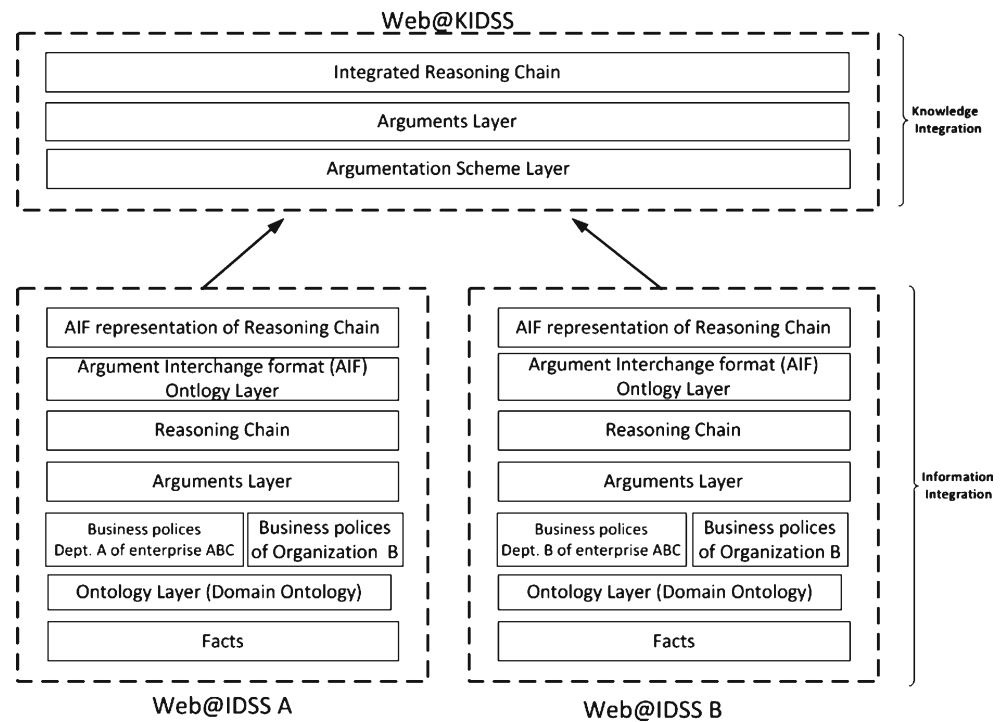 Web@KIDSS
Integrated Reasoning Chain
Arguments Layer
Argumentation Scheme Layer
Knowledge
Integration
AIF representation of Reasoning Chain
Argument Interchange format (AIF)
Ontlogy Layer
Reasoning Chain
Arguments Layer
Business polices
Dept. A of enterprise ABC
Business polices
of Organization B
Ontology Layer (Domain Ontology)
Facts
Web@IDSS A
AIF representation of Reasoning Chain
Argument Interchange format (AIF)
Ontlogy Layer
Reasoning Chain
Arguments Layer
Business polices
Dept. B of enterprise ABC
Business polices
of Organization B
Ontology Layer (Domain Ontology)
Facts
Web@IDSS B
Information
Integration